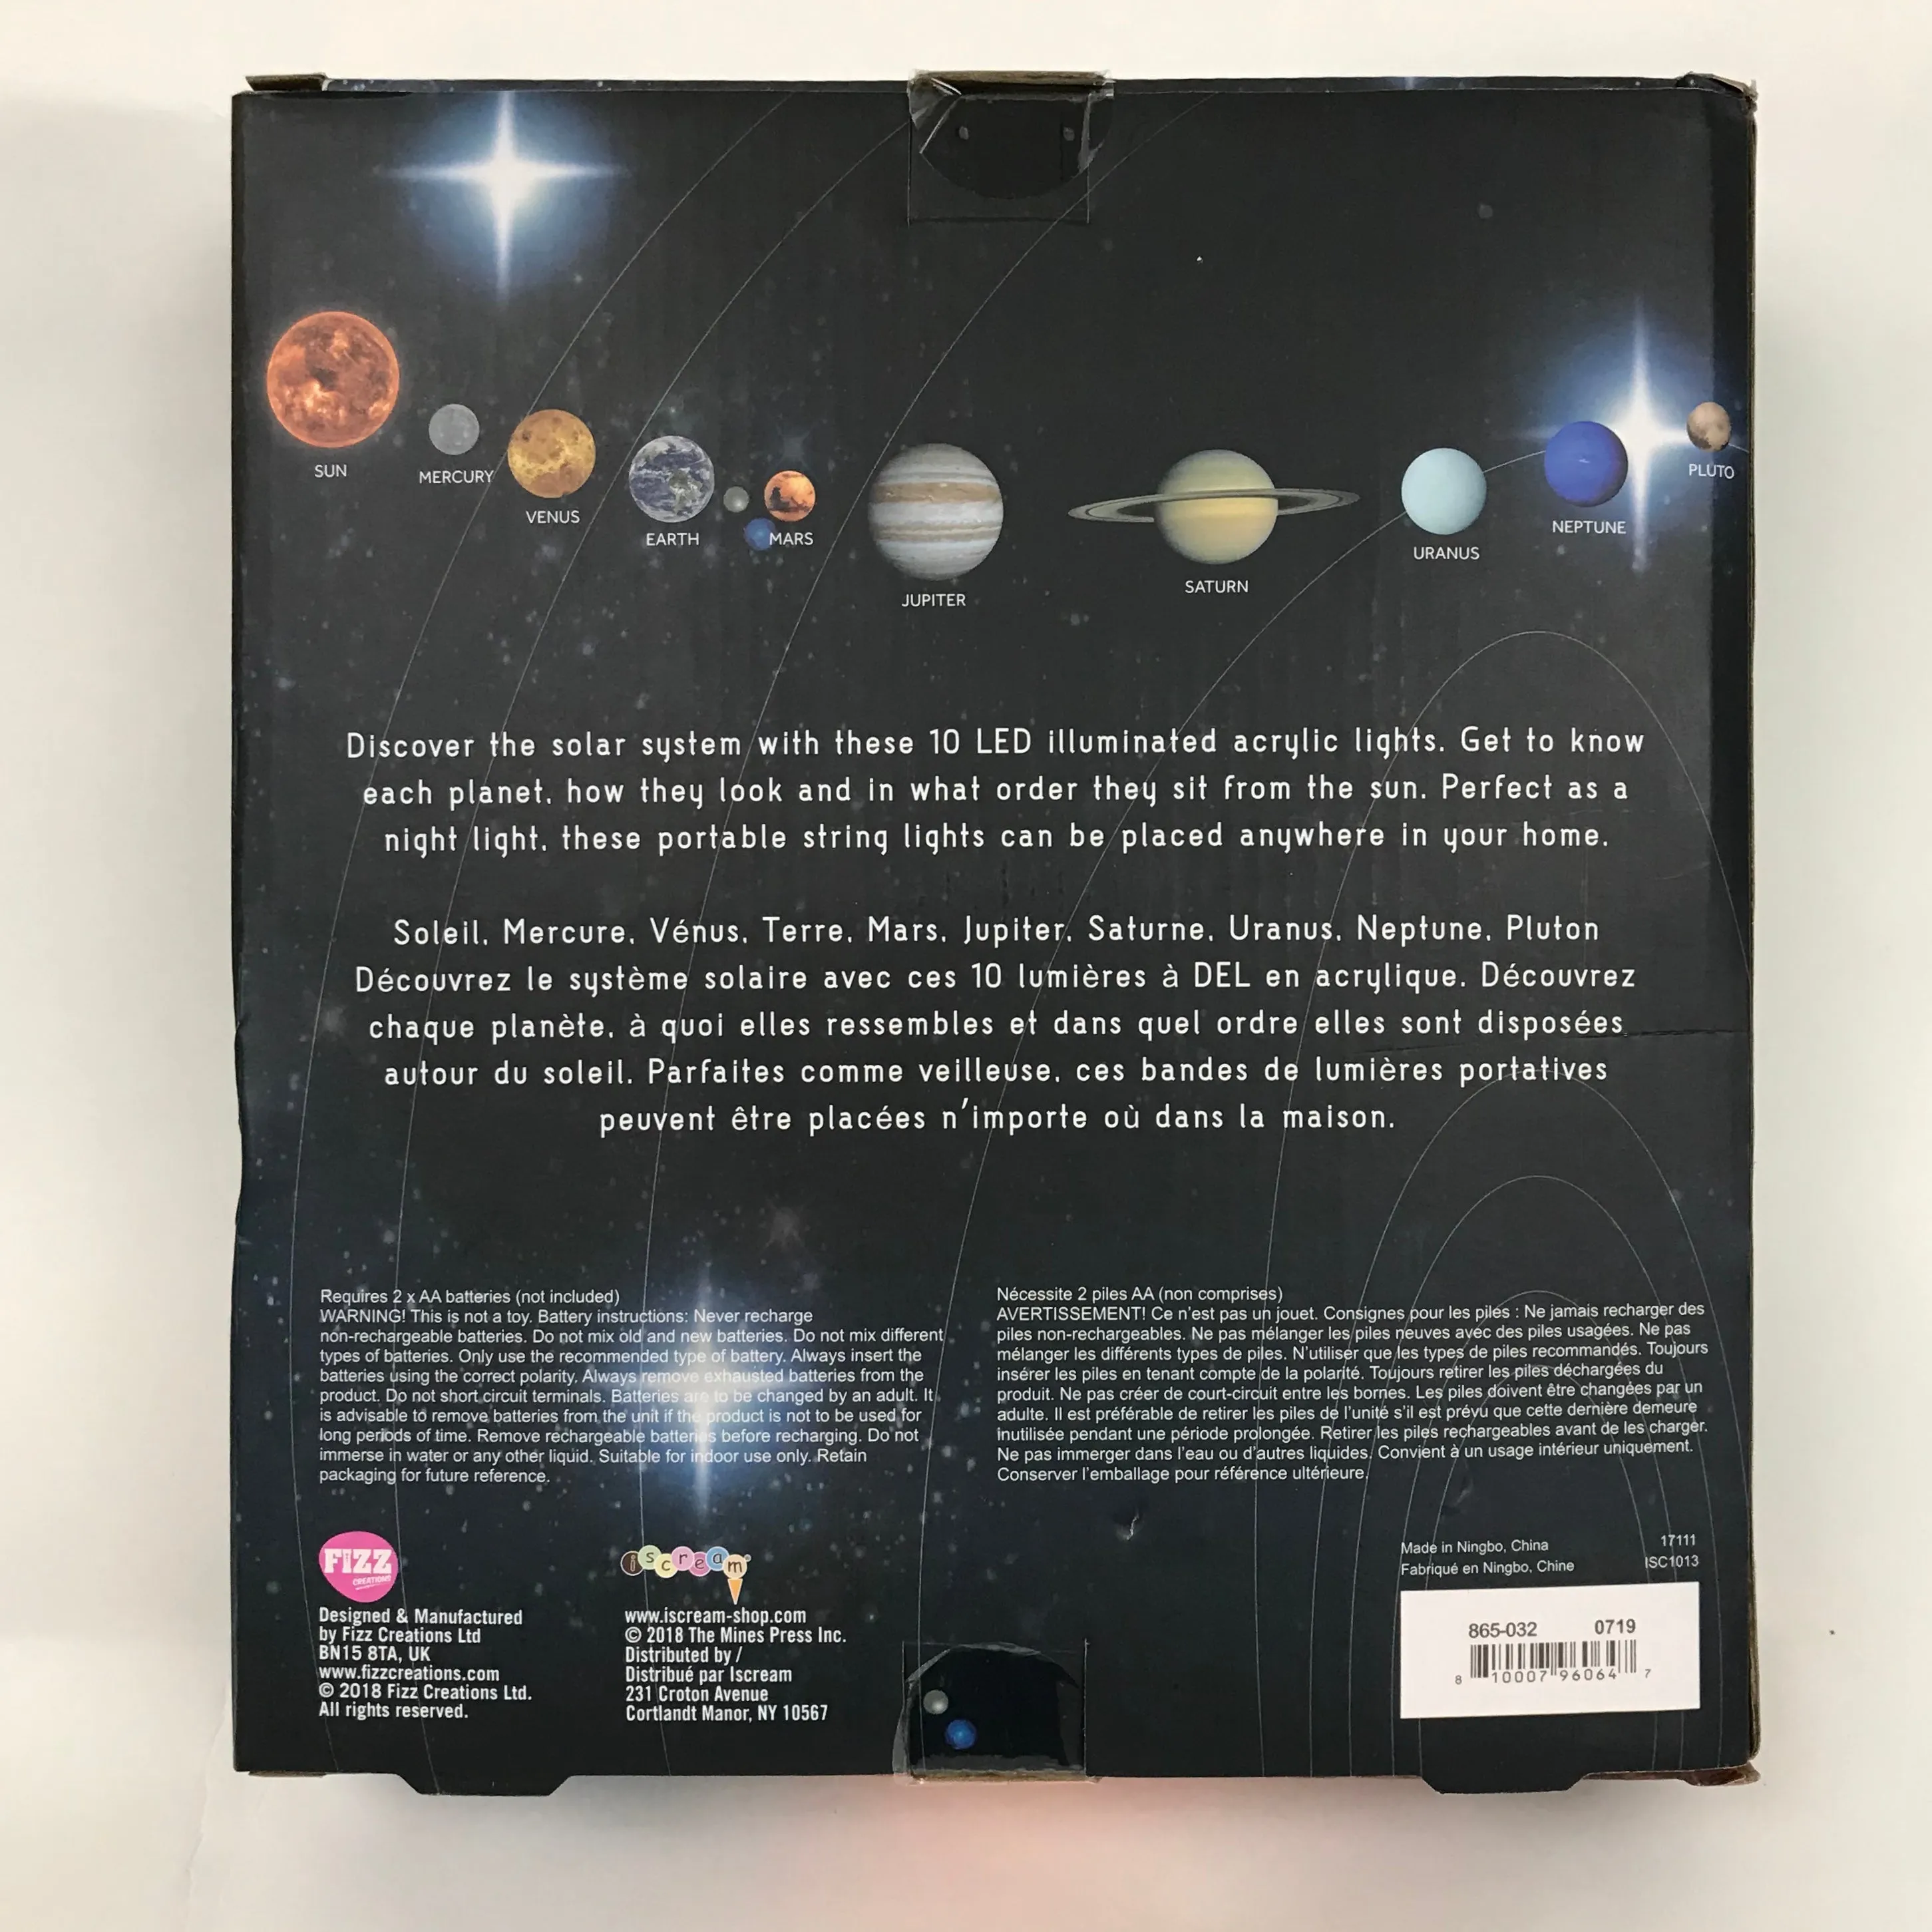 SUN
MERCURY
VENUS
EARTH
MARS
JUPITER
SATURN
URANUS
NEPTUNE
PLUTO
Discover the solar system with these 10 LED illuminated acrylic lights. Get to know
each planet, how they look and in what order they sit from the sun. Perfect as a
night light, these portable string lights can be placed anywhere in your home.
Soleil, Mercure, Vénus, Terre, Mars, Jupiter, Saturne, Uranus, Neptune, Pluton
Découvrez le système solaire avec ces 10 lumières à DEL en acrylique. Découvrez
chaque planète, à quoi elles ressembles et dans quel ordre elles sont disposées
autour du soleil. Parfaites comme veilleuse, ces bandes de lumières portatives
peuvent être placées n'importe où dans la maison.
Requires 2 x AA batteries (not included)
WARNING! This is not a toy. Battery instructions: Never recharge
non-rechargeable batteries. Do not mix old and new batteries. Do not mix different
types of batteries. Only use the recommended type of battery. Always insert the
batteries using the correct polarity. Always remove exhausted batteries from the
product. Do not short circuit terminals. Batteries are to be changed by an adult. It
is advisable to remove batteries from the unit if the product is not to be used for
long periods of time. Remove rechargeable batteries before recharging. Do not
immerse in water or any other liquid. Suitable for indoor use only. Retain
packaging for future reference.
Nécessite 2 piles AA (non comprises)
AVERTISSEMENT! Ce n'est pas un jouet. Consignes pour les piles : Ne jamais recharger des
piles non-rechargeables. Ne pas mélanger les piles neuves avec des piles usagées. Ne pas
mélanger les différents types de piles. N'utiliser que les types de piles recommandés. Toujours
insérer les piles en tenant compte de la polarité. Toujours retirer les piles déchargées du
produit. Ne pas créer de court-circuit entre les bornes. Les piles doivent être changées par un
adulte. Il est préférable de retirer les piles de l'unité s'il est prévu que cette dernière demeure
inutilisée pendant une période prolongée. Retirer les piles rechargeables avant de les charger.
Ne pas immerger dans l'eau ou d'autres liquides. Convient à un usage intérieur uniquement.
Conserver l'emballage pour référence ultérieure.
FIZZ
CREATIONS
Designed & Manufactured
by Fizz Creations Ltd
BN15 8TA, UK
www.fizzcreations.com
© 2018 Fizz Creations Ltd.
All rights reserved.
iscream
www.iscream-shop.com
© 2018 The Mines Press Inc.
Distributed by /
Distribué par Iscream
231 Croton Avenue
Cortlandt Manor, NY 10567
Made in Ningbo, China
Fabriqué en Ningbo, Chine
17111
ISC1013
865-032 0719
8 10007 96064 7